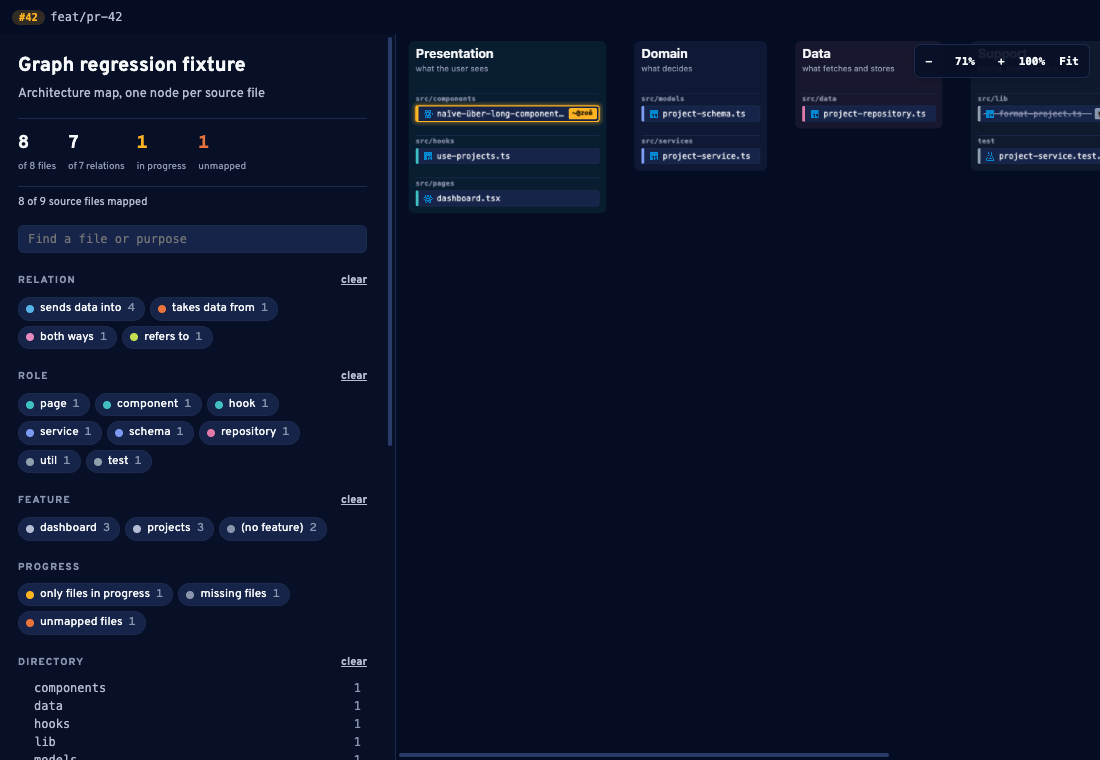 #42 feat/pr-42
Graph regression fixture
Architecture map, one node per source file
8 7 1 1
of 8 files of 7 relations in progress unmapped
8 of 9 source files mapped
Find a file or purpose
RELATION clear
sends data into 4 takes data from 1
both ways 1 refers to 1
ROLE clear
page 1 component 1 hook 1
service 1 schema 1 repository 1
util 1 test 1
FEATURE clear
dashboard 3 projects 3 (no feature) 2
PROGRESS
only files in progress 1 missing files 1
unmapped files 1
DIRECTORY clear
components 1
data 1
hooks 1
lib 1
models 1
Presentation
what the user sees
src/components
naïve-über-long-component… ~@zoë
src/hooks
use-projects.ts
src/pages
dashboard.tsx
Domain
what decides
src/models
project-schema.ts
src/services
project-service.ts
Data
what fetches and stores
src/data
project-repository.ts
Support
− 71% + 100% Fit
src/lib
format-project.ts
test
project-service.test.